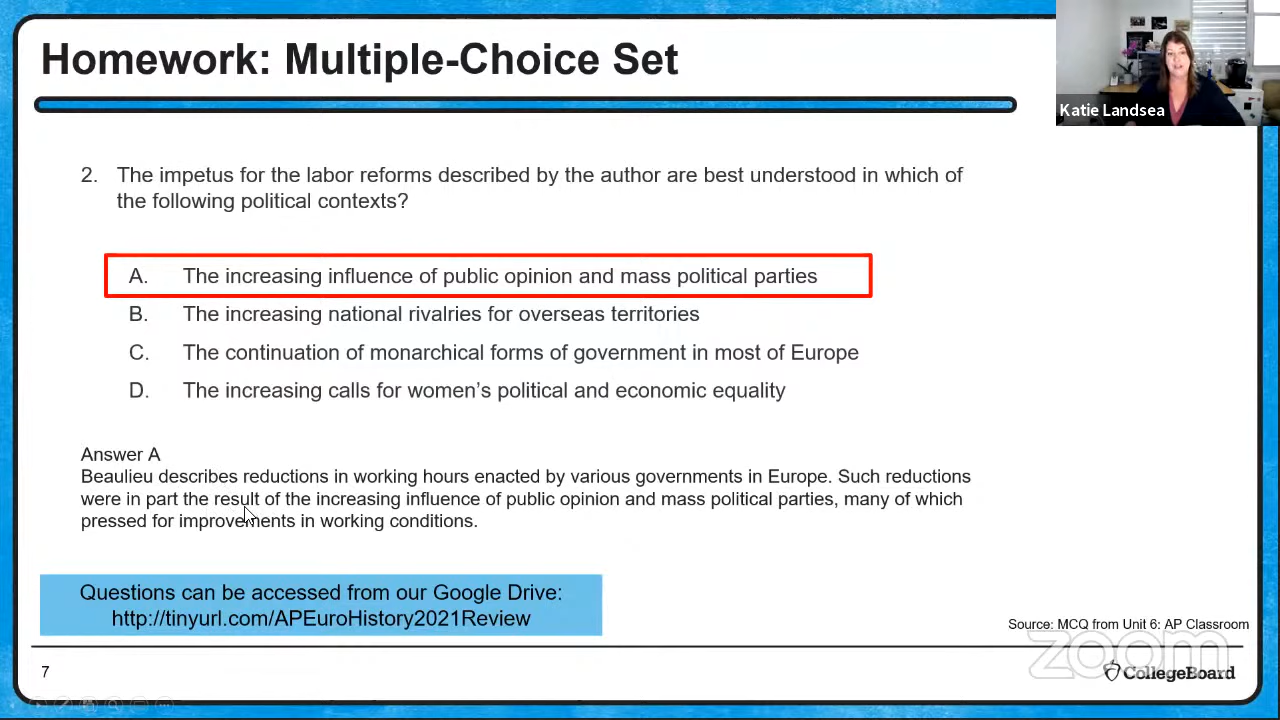 Homework: Multiple-Choice Set
Katie Landsea
2. The impetus for the labor reforms described by the author are best understood in which of
the following political contexts?
A. The increasing influence of public opinion and mass political parties
B. The increasing national rivalries for overseas territories
C. The continuation of monarchical forms of government in most of Europe
D. The increasing calls for women's political and economic equality
Answer A
Beaulieu describes reductions in working hours enacted by various governments in Europe. Such reductions
were in part the result of the increasing influence of public opinion and mass political parties, many of which
pressed for improvements in working conditions.
Questions can be accessed from our Google Drive:
http://tinyurl.com/APEuroHistory2021Review
Source: MCQ from Unit 6: AP Classroom
zoom
7
CollegeBoard